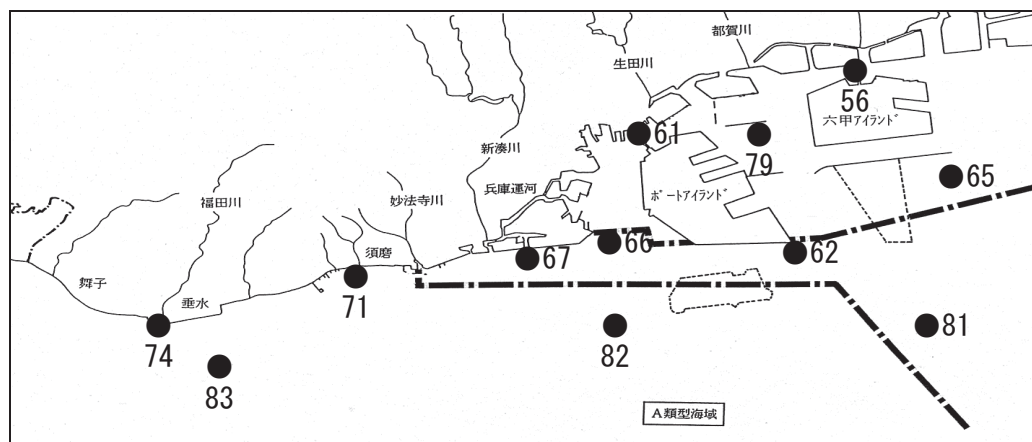 都賀川
生田川
56
六甲アイランド
61
79
新湊川
兵庫運河
ポートアイランド
65
福田川
妙法寺川
須磨
66
67
62
舞子
垂水
71
74
83
82
81
A類型海域